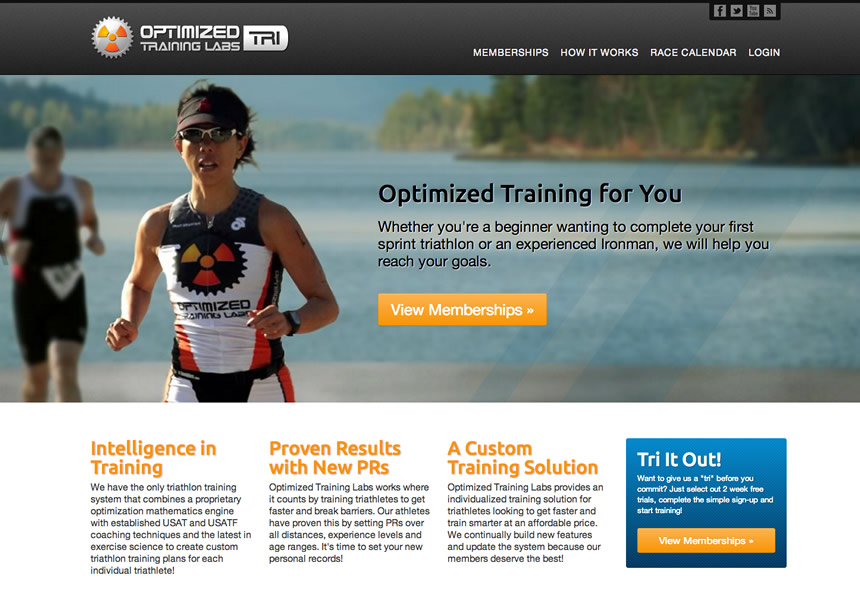 OPTIMIZED
TRAINING LABS TRI
MEMBERSHIPS HOW IT WORKS RACE CALENDAR LOGIN
OPTIMIZED
TRAINING LABS
Optimized Training for You
Whether you're a beginner wanting to complete your first
sprint triathlon or an experienced Ironman, we will help you
reach your goals.
View Memberships »
Intelligence in
Training
We have the only triathlon training
system that combines a proprietary
optimization mathematics engine
with established USAT and USATF
coaching techniques and the latest in
exercise science to create custom
triathlon training plans for each
individual triathlete!
Proven Results
with New PRs
Optimized Training Labs works where
it counts by training triathletes to get
faster and break barriers. Our athletes
have proven this by setting PRs over
all distances, experience levels and
age ranges. It's time to set your new
personal records!
A Custom
Training Solution
Optimized Training Labs provides an
individualized training solution for
triathletes looking to get faster and
train smarter at an affordable price.
We continually build new features
and update the system because our
members deserve the best!
Tri It Out!
Want to give us a "tri" before you
commit? Just select out 2 week free
trials, complete the simple sign-up and
start training!
View Memberships »